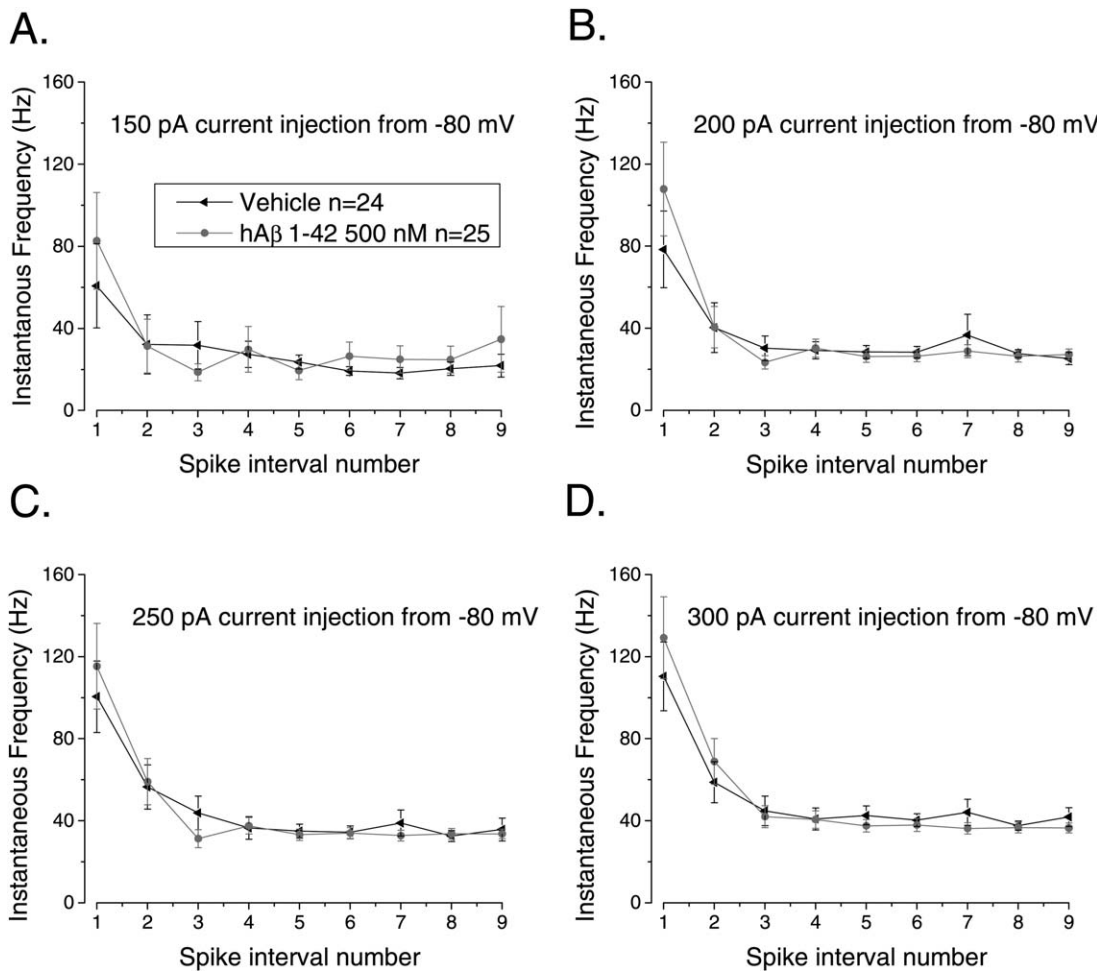 A.
160
120
80
40
0
Instantanous Frequency (Hz)
150 pA current injection from -80 mV
Vehicle n=24
hAβ 1-42 500 nM n=25
1 2 3 4 5 6 7 8 9
Spike interval number
B.
160
120
80
40
0
Instantaneous Frequency (Hz)
200 pA current injection from -80 mV
1 2 3 4 5 6 7 8 9
Spike interval number
C.
160
120
80
40
0
Instantaneous Frequency (Hz)
250 pA current injection from -80 mV
1 2 3 4 5 6 7 8 9
Spike interval number
D.
160
120
80
40
0
Instantaneous Frequency (Hz)
300 pA current injection from -80 mV
1 2 3 4 5 6 7 8 9
Spike interval number